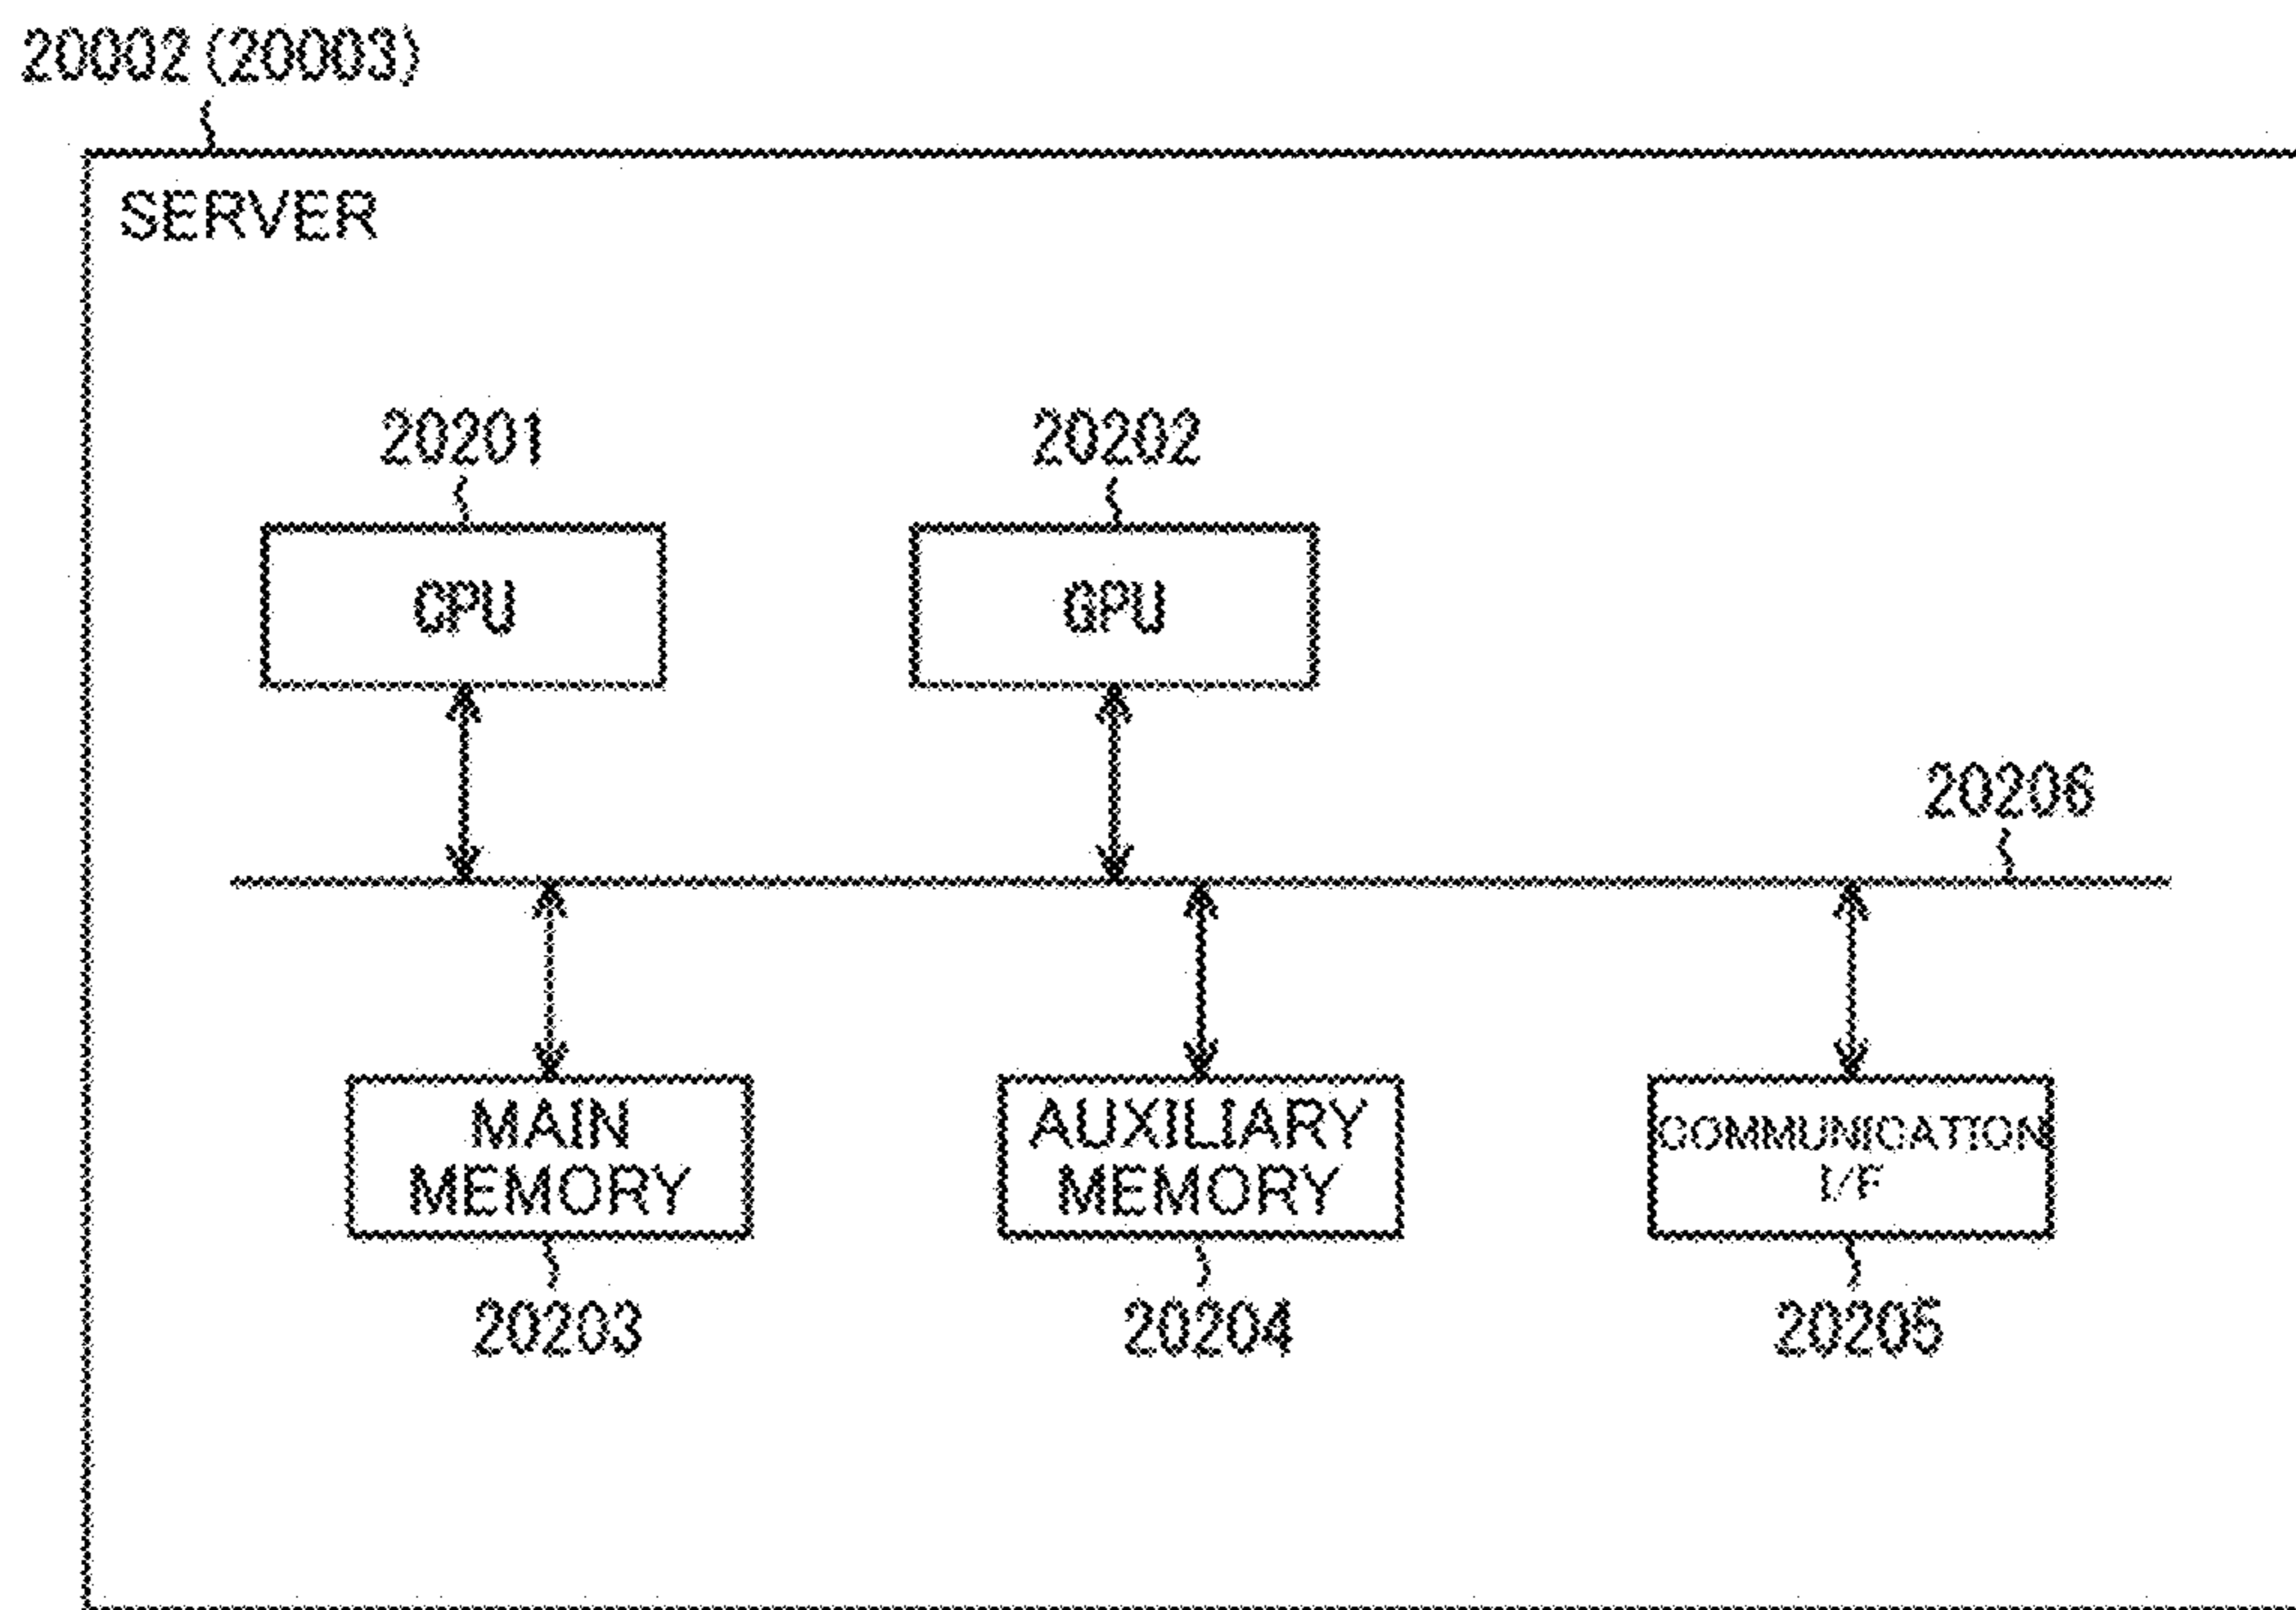 20002 (20003)
SERVER
20201
20202
CPU
GPU
20206
MAIN
MEMORY
AUXILIARY
MEMORY
COMMUNICATION
I/F
20203
20204
20205